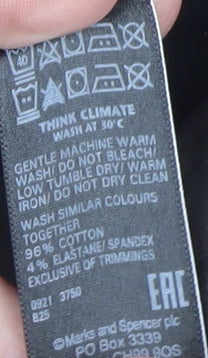 40
THINK CLIMATE
WASH AT 30°C
GENTLE MACHINE WARM
WASH/ DO NOT BLEACH/
LOW TUMBLE DRY/ WARM
IRON/ DO NOT DRY CLEAN
WASH SIMILAR COLOURS
TOGETHER
96% COTTON
4% ELASTANE/ SPANDEX
EXCLUSIVE OF TRIMMINGS
0921 3750
B25
EAC
©Marks and Spencer plc
PO Box 3339